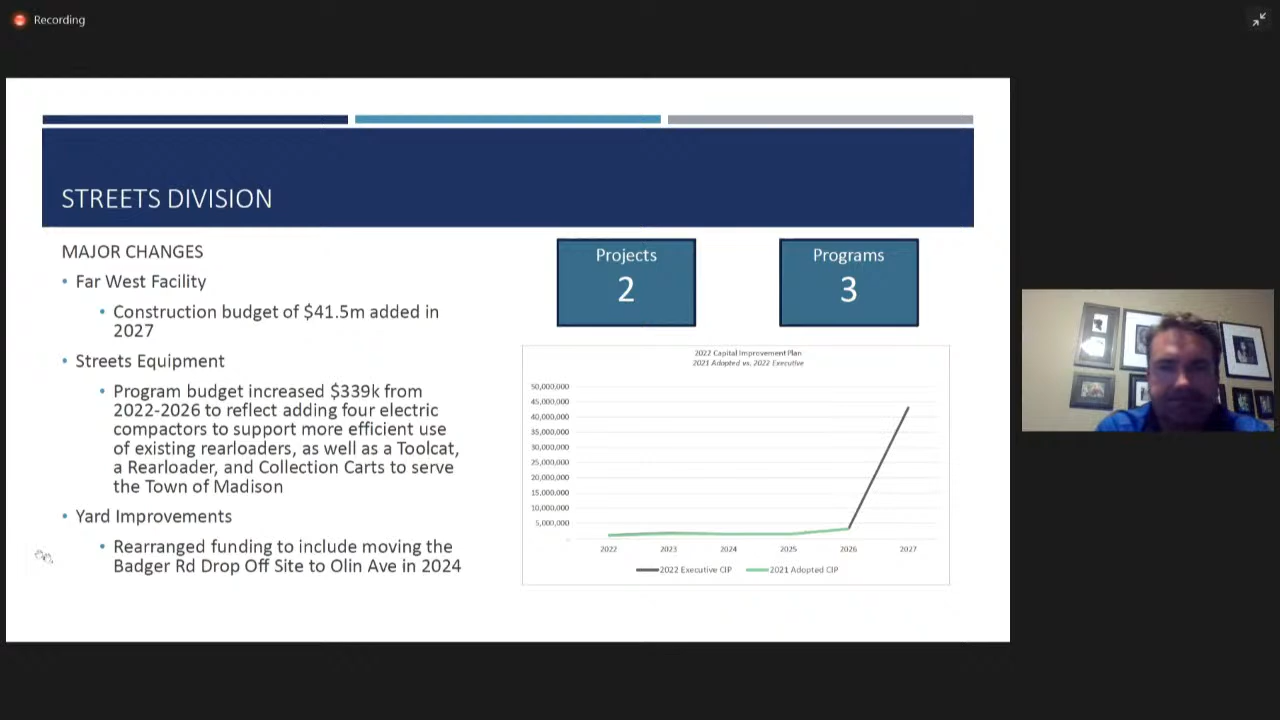 Recording
STREETS DIVISION
MAJOR CHANGES
• Far West Facility
• Construction budget of $41.5m added in
2027
• Streets Equipment
• Program budget increased $339k from
2022-2026 to reflect adding four electric
compactors to support more efficient use
of existing rearloaders, as well as a Toolcat,
a Rearloader, and Collection Carts to serve
the Town of Madison
• Yard Improvements
• Rearranged funding to include moving the
Badger Rd Drop Off Site to Olin Ave in 2024
Projects
2
Programs
3
2022 Capital Improvement Plan
2021 Adopted vs. 2022 Executive
50,000,000
45,000,000
40,000,000
35,000,000
30,000,000
25,000,000
20,000,000
15,000,000
10,000,000
5,000,000
-
2022 2023 2024 2025 2026 2027
2022 Executive CIP 2021 Adopted CIP